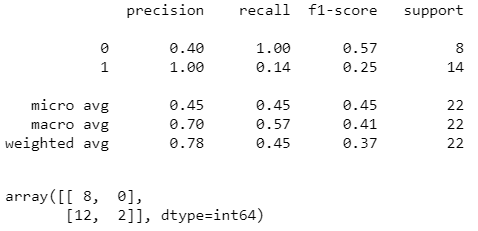 precision recall f1-score support
0 0.40 1.00 0.57 8
1 1.00 0.14 0.25 14
micro avg 0.45 0.45 0.45 22
macro avg 0.70 0.57 0.41 22
weighted avg 0.78 0.45 0.37 22
array([[ 8, 0],
[12, 2]], dtype=int64)